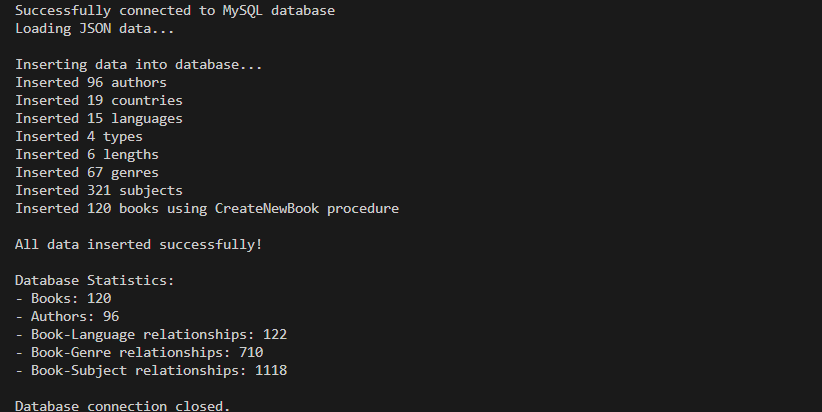 Successfully connected to MySQL database
Loading JSON data...
Inserting data into database...
Inserted 96 authors
Inserted 19 countries
Inserted 15 languages
Inserted 4 types
Inserted 6 lengths
Inserted 67 genres
Inserted 321 subjects
Inserted 120 books using CreateNewBook procedure
All data inserted successfully!
Database Statistics:
- Books: 120
- Authors: 96
- Book-Language relationships: 122
- Book-Genre relationships: 710
- Book-Subject relationships: 1118
Database connection closed.